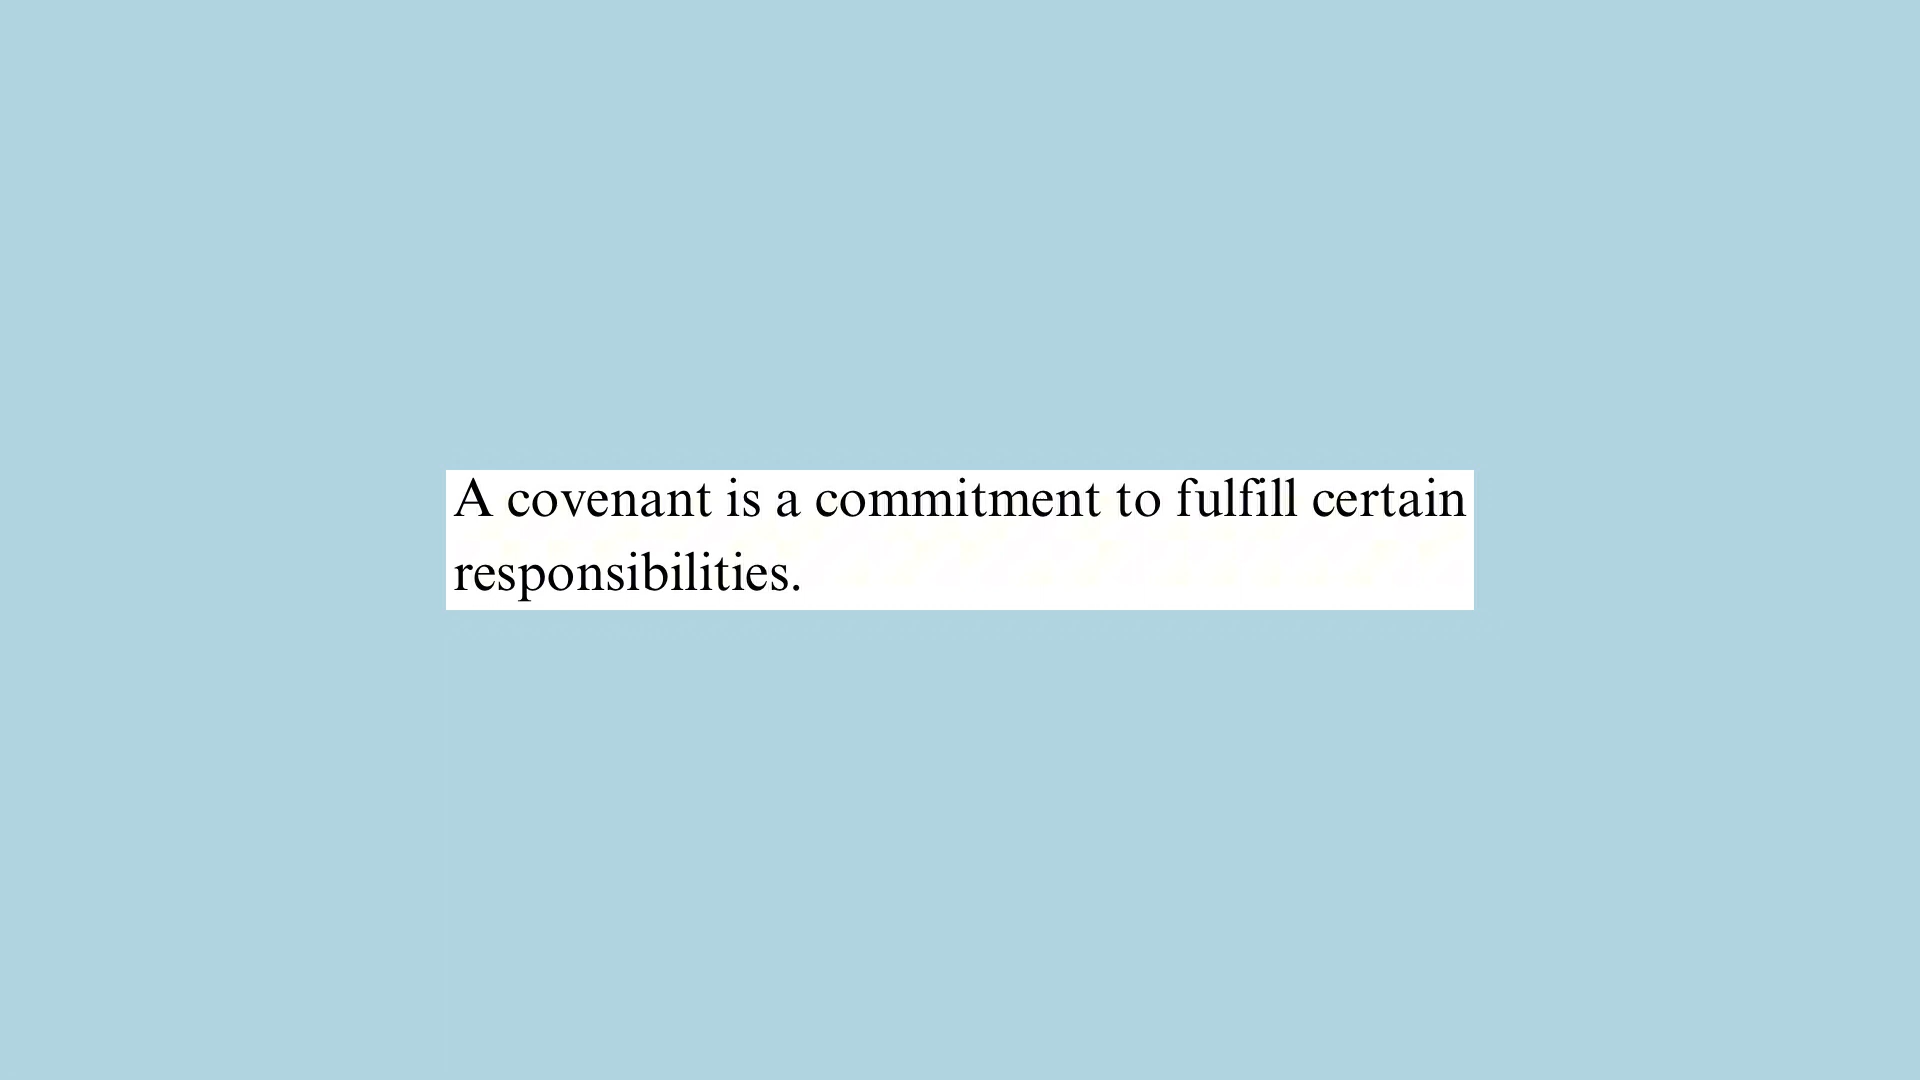 A covenant is a commitment to fulfill certain
responsibilities.